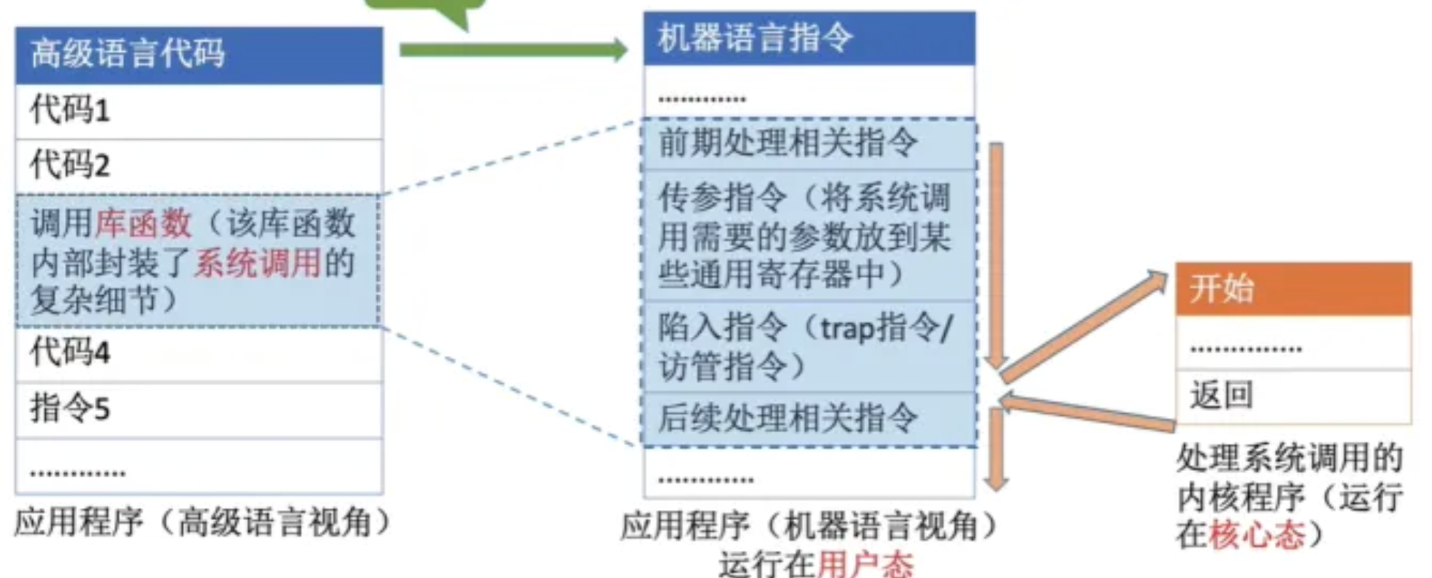 高级语言代码
代码1
代码2
调用库函数（该库函数
内部封装了系统调用的
复杂细节）
代码4
指令5
…………
应用程序（高级语言视角）
机器语言指令
…………
前期处理相关指令
传参指令（将系统调
用需要的参数放到某
些通用寄存器中）
陷入指令（trap指令/
访管指令）
后续处理相关指令
…………
应用程序（机器语言视角）
运行在用户态
开始
…………..
返回
处理系统调用的
内核程序（运行
在核心态）